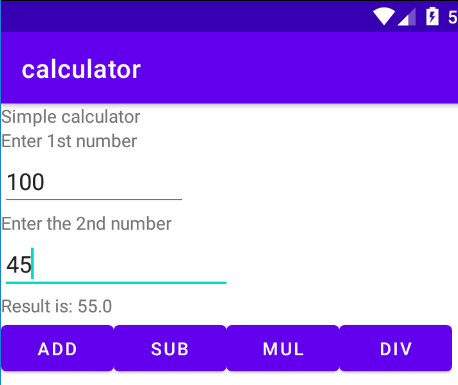 5
calculator
Simple calculator
Enter 1st number
100
Enter the 2nd number
45
Result is: 55.0
ADD SUB MUL DIV